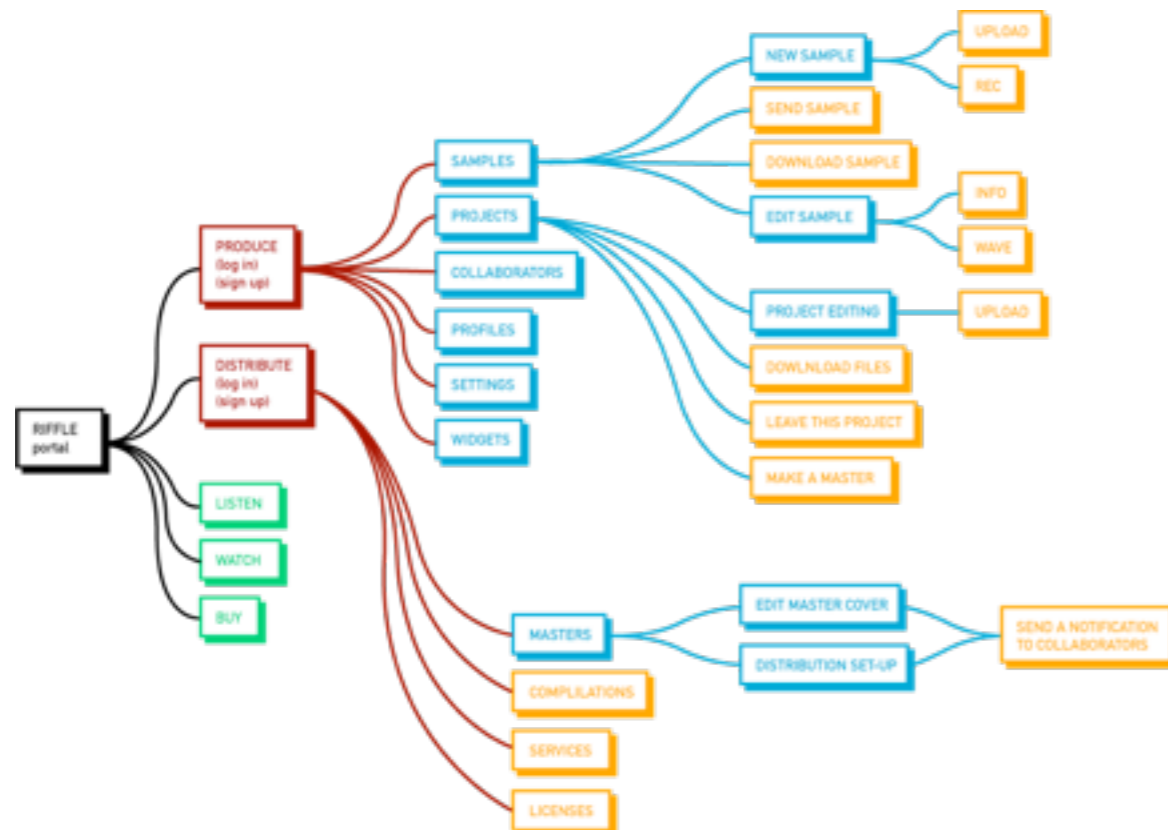 RIFFLE
portal
PRODUCE
(log in)
(sign up)
DISTRIBUTE
(log in)
(sign up)
LISTEN
WATCH
BUY
SAMPLES
PROJECTS
COLLABORATORS
PROFILES
SETTINGS
WIDGETS
NEW SAMPLE
SEND SAMPLE
DOWNLOAD SAMPLE
EDIT SAMPLE
UPLOAD
REC
INFO
WAVE
PROJECT EDITING
UPLOAD
DOWLNLOAD FILES
LEAVE THIS PROJECT
MAKE A MASTER
MASTERS
COMPLILATIONS
SERVICES
LICENSES
EDIT MASTER COVER
DISTRIBUTION SET-UP
SEND A NOTIFICATION
TO COLLABORATORS